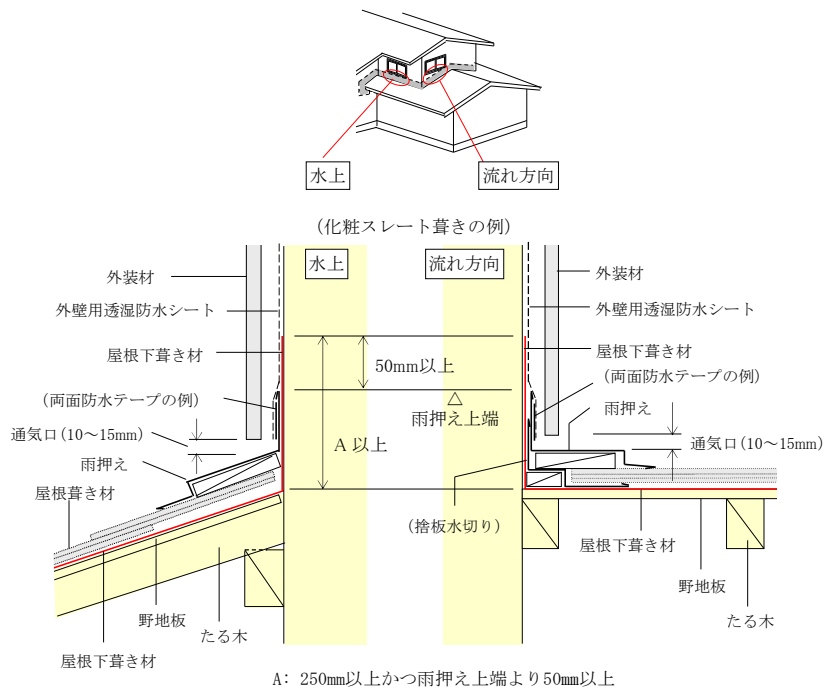 水上
流れ方向
(化粧スレート葺きの例)
水上
流れ方向
外装材
外壁用透湿防水シート
屋根下葺き材
(両面防水テープの例)
通気口(10～15mm)
雨押え
屋根葺き材
50mm以上
△
雨押え上端
A 以上
(捨板水切り)
外装材
外壁用透湿防水シート
屋根下葺き材
(両面防水テープの例)
雨押え
通気口(10～15mm)
屋根下葺き材
野地板
たる木
野地板
たる木
屋根下葺き材
A: 250mm以上かつ雨押え上端より50mm以上